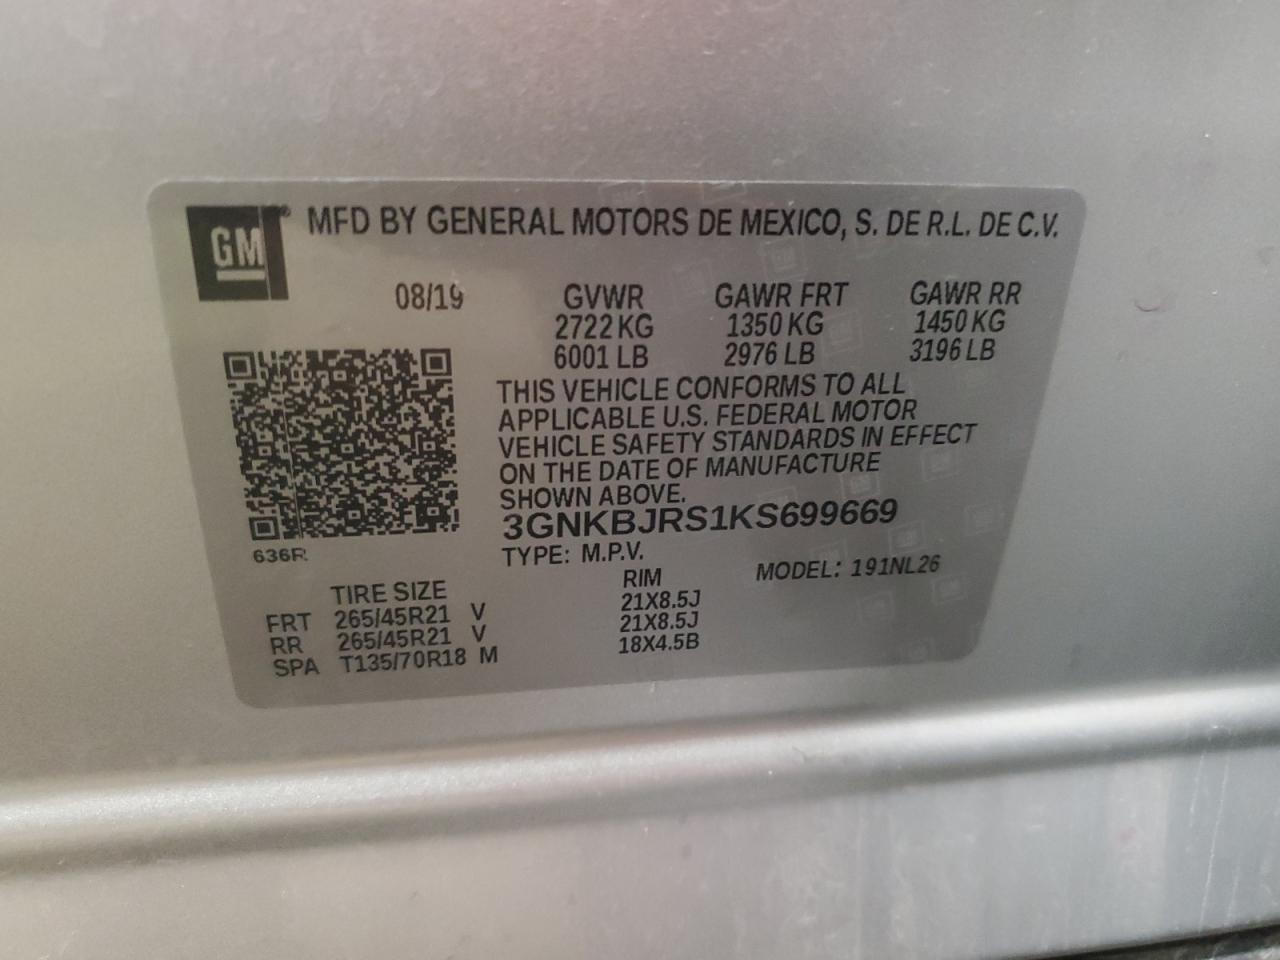 GM® MFD BY GENERAL MOTORS DE MEXICO, S. DE R.L. DE C.V.
08/19 GVWR GAWR FRT GAWR RR
2722 KG 1350 KG 1450 KG
6001 LB 2976 LB 3196 LB
THIS VEHICLE CONFORMS TO ALL
APPLICABLE U.S. FEDERAL MOTOR
VEHICLE SAFETY STANDARDS IN EFFECT
ON THE DATE OF MANUFACTURE
SHOWN ABOVE.
3GNKBJRS1KS699669
636R
TYPE: M.P.V. MODEL: 191NL26
TIRE SIZE RIM
FRT 265/45R21 V 21X8.5J
RR 265/45R21 V 21X8.5J
SPA T135/70R18 M 18X4.5B